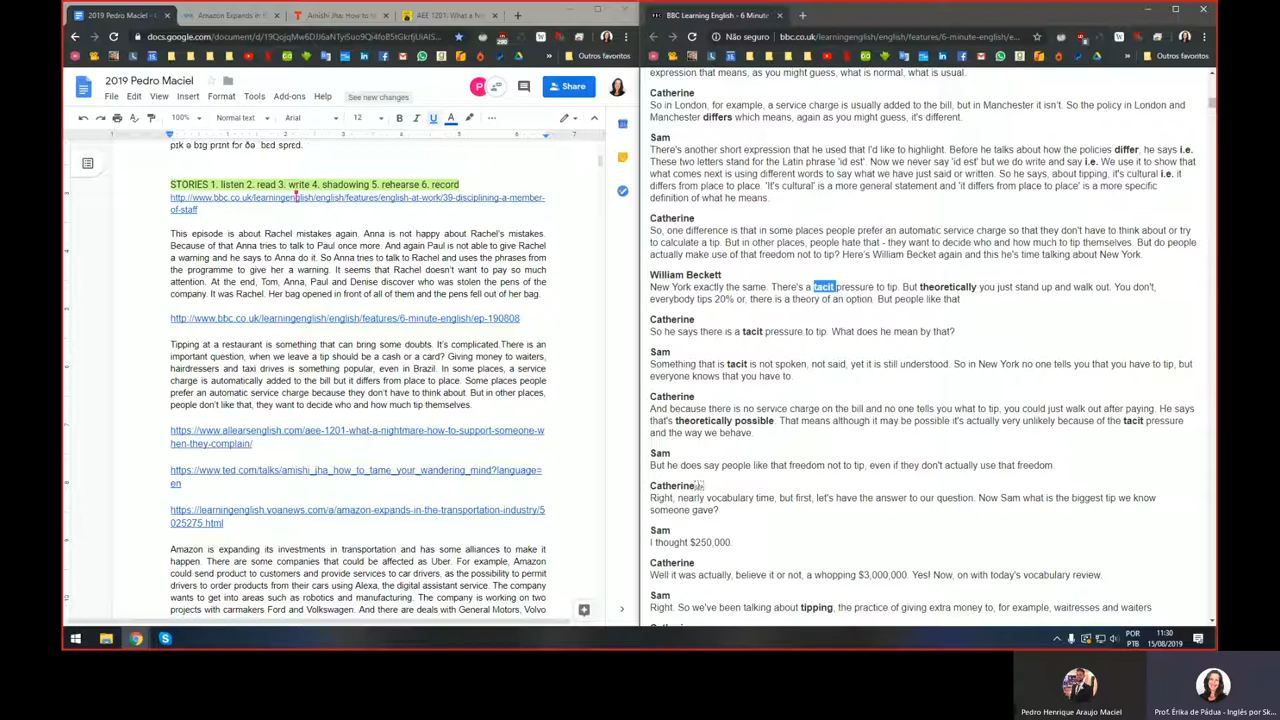 2019 Pedro Maciel - L
Amazon Expands in
Amishi Jha: How to t
AEE 1201: What a N
docs.google.com/document/d/
Outros favoritos
2019 Pedro Maciel
File Edit View Insert Format Tools Add-ons Help
See new changes
Share
100% Normal text Arial 12 B I U A
pɪk ə bɪg prɪnt fɔr ðə bɛd spred.
STORIES 1. listen 2. read 3. write 4. shadowing 5. rehearse 6. record
http://www.bbc.co.uk/learningenglish/english/features/english-at-work/39-disciplining-a-member-
of-staff
This episode is about Rachel mistakes again. Anna is not happy about Rachel's mistakes.
Because of that Anna tries to talk to Paul once more. And again Paul is not able to give Rachel
a warning and he says to Anna do it. So Anna tries to talk to Rachel and uses the phrases from
the programme to give her a warning. It seems that Rachel doesn't want to pay so much
attention. At the end, Tom, Anna, Paul and Denise discover who was stolen the pens of the
company. It was Rachel. Her bag opened in front of all of them and the pens fell out of her bag.
http://www.bbc.co.uk/learningenglish/english/features/6-minute-english/ep-190808
Tipping at a restaurant is something that can bring some doubts. It's complicated.There is an
important question, when we leave a tip should be a cash or a card? Giving money to waiters,
hairdressers and taxi drives is something popular, even in Brazil. In some places, a service
charge is automatically added to the bill but it differs from place to place. Some places people
prefer an automatic service charge because they don't have to think about. But in other places,
people don't like that, they want to decide who and how much tip themselves.
https://www.allearsenglish.com/aee-1201-what-a-nightmare-how-to-support-someone-w
hen-they-complain/
https://www.ted.com/talks/amishi_jha_how_to_tame_your_wandering_mind?language=
en
https://learningenglish.voanews.com/a/amazon-expands-in-the-transportation-industry/5
025275.html
Amazon is expanding its investments in transportation and has some alliances to make it
happen. There are some companies that could be affected as Uber. For example, Amazon
could send product to customers and provide services to car drivers, as the possibility to permit
drivers to order products from their cars using Alexa, the digital assistant service. The company
wants to get into areas such as robotics and manufacturing. The company is working on two
projects with carmakers Ford and Volkswagen. And there are deals with General Motors, Volvo
BBC Learning English - 6 Minute
Não seguro bbc.co.uk/learningenglish/english/features/6-minute-english/e...
Outros favoritos
expression that means, as you might guess, what is normal, what is usual.
Catherine
So in London, for example, a service charge is usually added to the bill, but in Manchester it isn't. So the policy in London and
Manchester differs which means, again as you might guess, it's different.
Sam
There's another short expression that he used that I'd like to highlight. Before he talks about how the policies differ, he says i.e.
These two letters stand for the Latin phrase 'id est'. Now we never say 'id est' but we do write and say i.e. We use it to show that
what comes next is using different words to say what we have just said or written. So he says, about tipping, it's cultural i.e. it
differs from place to place 'It's cultural' is a more general statement and 'it differs from place to place' is a more specific
definition of what he means.
Catherine
So, one difference is that in some places people prefer an automatic service charge so that they don't have to think about or try
to calculate a tip. But in other places, people hate that - they want to decide who and how much to tip themselves. But do people
actually make use of that freedom not to tip? Here's William Becket again and this he's time talking about New York.
William Beckett
New York exactly the same. There's a tacit pressure to tip. But theoretically you just stand up and walk out. You don't,
everybody tips 20% or, there is a theory of an option. But people like that
Catherine
So he says there is a tacit pressure to tip. What does he mean by that?
Sam
Something that is tacit is not spoken, not said, yet it is still understood. So in New York no one tells you that you have to tip, but
everyone knows that you have to.
Catherine
And because there is no service charge on the bill and no one tells you what to tip, you could just walk out after paying. He says
that's theoretically possible. That means although it may be possible it's actually very unlikely because of the tacit pressure
and the way we behave.
Sam
But he does say people like that freedom not to tip, even if they don't actually use that freedom.
Catherine
Right, nearly vocabulary time, but first, let's have the answer to our question. Now Sam what is the biggest tip we know
someone gave?
Sam
I thought $250,000.
Catherine
Well it was actually, believe it or not, a whopping $3,000,000. Yes! Now, on with today's vocabulary review.
Sam
Right. So we've been talking about tipping, the practice of giving extra money to, for example, waitresses and waiters
POR
PTB
11:30
15/08/2019
Pedro Henrique Araujo Maciel
Prof. Érika de Pádua - Inglês por Sk...